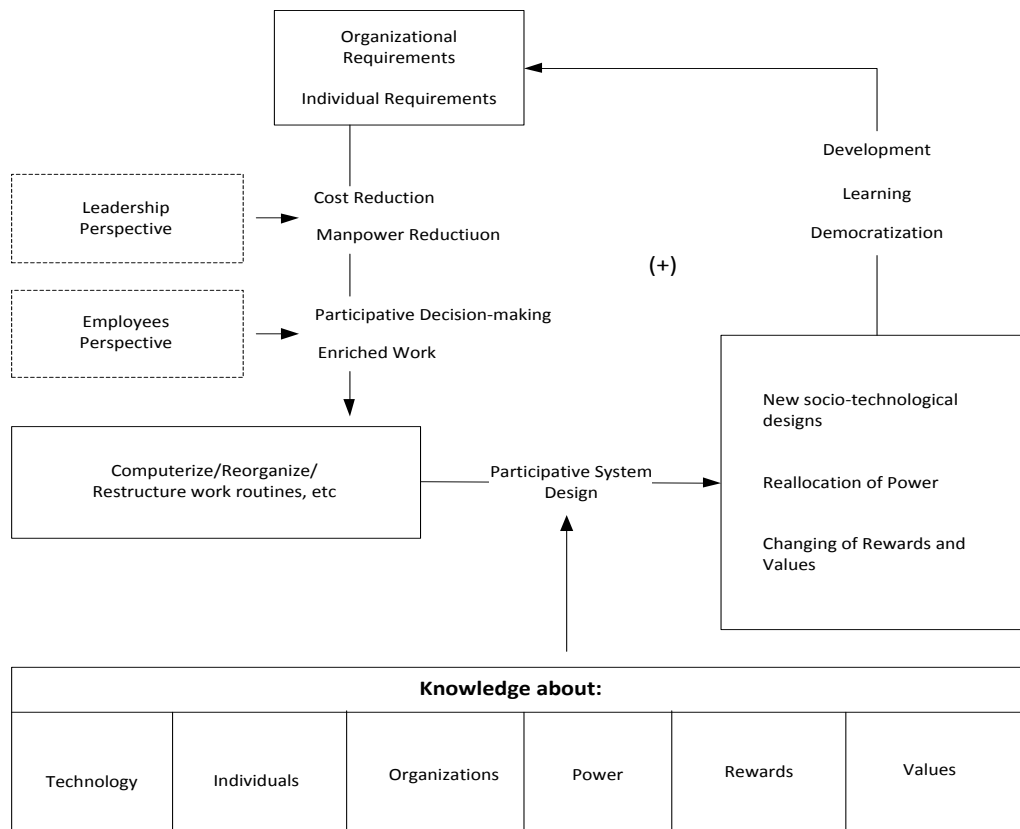 Organizational
Requirements
Individual Requirements
Development
Learning
Democratization
Leadership
Perspective
Cost Reduction
Manpower Reductiuon
(+)
Employees
Perspective
Participative Decision-making
Enriched Work
Computerize/Reorganize/
Restructure work routines, etc
Participative System
Design
New socio-technological
designs
Reallocation of Power
Changing of Rewards and
Values
Knowledge about:
Technology
Individuals
Organizations
Power
Rewards
Values